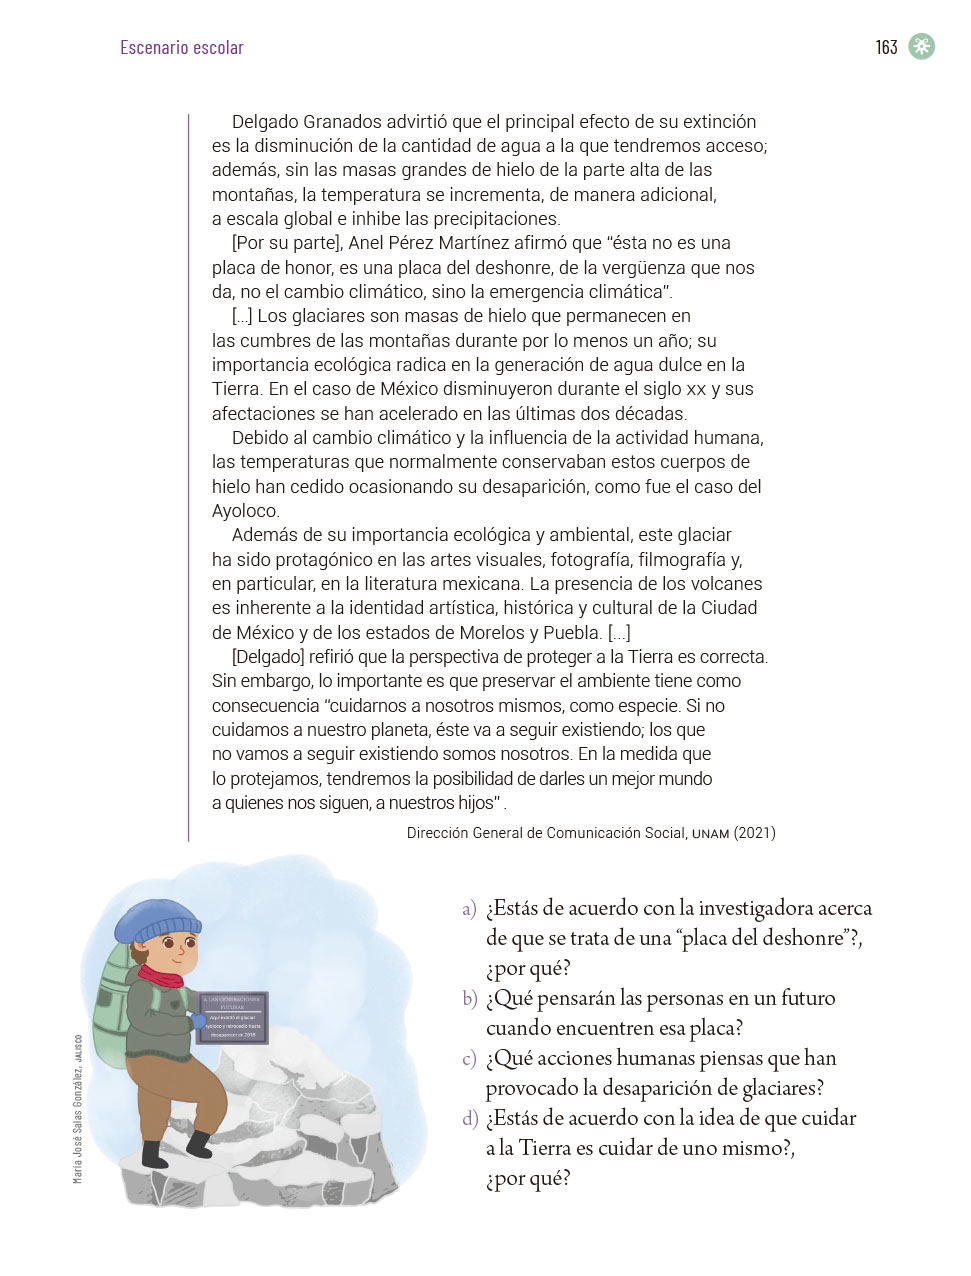 Escenario escolar
163
Delgado Granados advirtió que el principal efecto de su extinción
es la disminución de la cantidad de agua a la que tendremos acceso;
además, sin las masas grandes de hielo de la parte alta de las
montañas, la temperatura se incrementa, de manera adicional,
a escala global e inhibe las precipitaciones.
[Por su parte], Anel Pérez Martínez afirmó que “ésta no es una
placa de honor, es una placa del deshonre, de la vergüenza que nos
da, no el cambio climático, sino la emergencia climática”.
[...] Los glaciares son masas de hielo que permanecen en
las cumbres de las montañas durante por lo menos un año; su
importancia ecológica radica en la generación de agua dulce en la
Tierra. En el caso de México disminuyeron durante el siglo XX y sus
afectaciones se han acelerado en las últimas dos décadas.
Debido al cambio climático y la influencia de la actividad humana,
las temperaturas que normalmente conservaban estos cuerpos de
hielo han cedido ocasionando su desaparición, como fue el caso del
Ayoloco.
Además de su importancia ecológica y ambiental, este glaciar
ha sido protagónico en las artes visuales, fotografía, filmografía y,
en particular, en la literatura mexicana. La presencia de los volcanes
es inherente a la identidad artística, histórica y cultural de la Ciudad
de México y de los estados de Morelos y Puebla. [...]
[Delgado] refirió que la perspectiva de proteger a la Tierra es correcta.
Sin embargo, lo importante es que preservar el ambiente tiene como
consecuencia “cuidarnos a nosotros mismos, como especie. Si no
cuidamos a nuestro planeta, éste va a seguir existiendo; los que
no vamos a seguir existiendo somos nosotros. En la medida que
lo protejamos, tendremos la posibilidad de darles un mejor mundo
a quienes nos siguen, a nuestros hijos” .
Dirección General de Comunicación Social, UNAM (2021)
A LAS GENERACIONES
FUTURAS
Aquí existió el glaciar
Ayoloco y retrocedió hasta
desaparecer en 2018
María José Salas González, JALISCO
a) ¿Estás de acuerdo con la investigadora acerca
de que se trata de una “placa del deshonre”?,
¿por qué?
b) ¿Qué pensarán las personas en un futuro
cuando encuentren esa placa?
c) ¿Qué acciones humanas piensas que han
provocado la desaparición de glaciares?
d) ¿Estás de acuerdo con la idea de que cuidar
a la Tierra es cuidar de uno mismo?,
¿por qué?